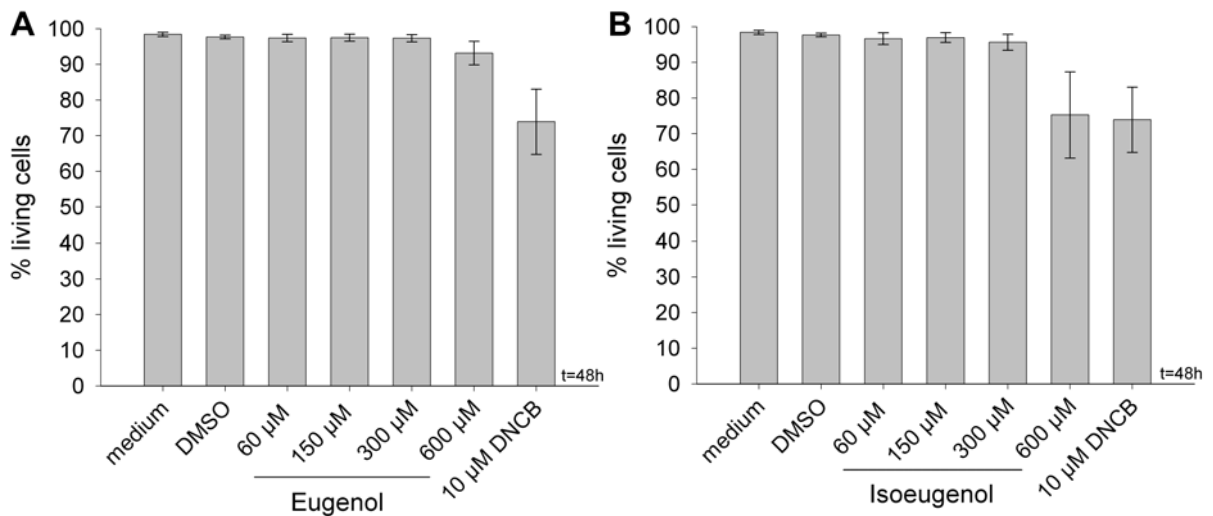 A
% living cells
100
90
80
70
60
50
40
30
20
10
0
t=48h
medium
DMSO
60 µM
150 µM
300 µM
600 µM
10 µM DNCB
Eugenol
B
% living cells
100
90
80
70
60
50
40
30
20
10
0
t=48h
medium
DMSO
60 µM
150 µM
300 µM
600 µM
10 µM DNCB
Isoeugenol